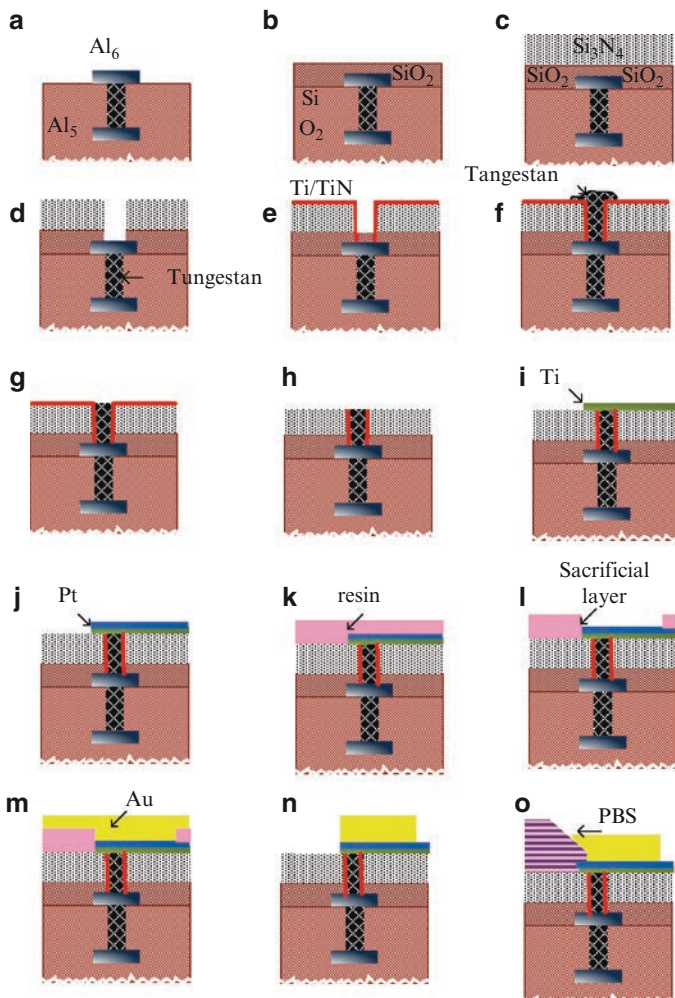 a
Al6
Al5
b
SiO2
Si
O2
c
Si3N4
SiO2 SiO2
d
Tungestan
e
Ti/TiN
f
Tangestan
g
h
i
Ti
j
Pt
k
resin
l
Sacrificial
layer
m
Au
n
o
PBS